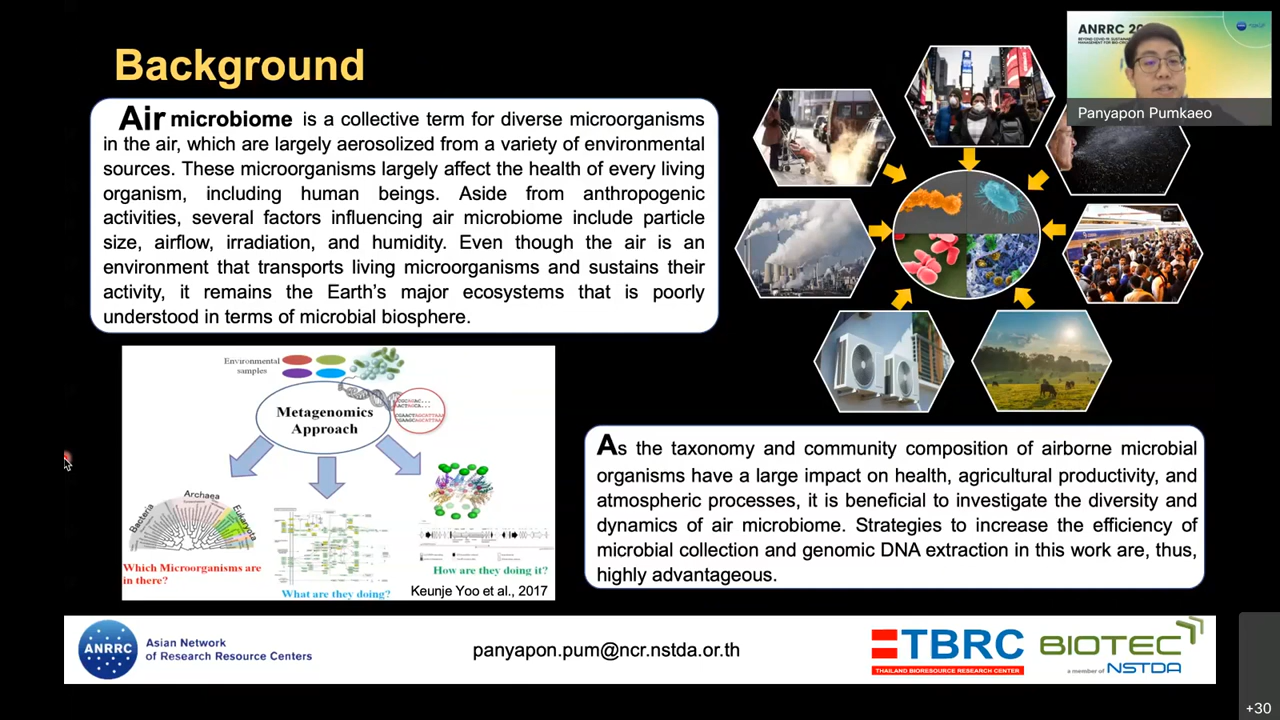 Background
Air microbiome is a collective term for diverse microorganisms
in the air, which are largely aerosolized from a variety of environmental
sources. These microorganisms largely affect the health of every living
organism, including human beings. Aside from anthropogenic
activities, several factors influencing air microbiome include particle
size, airflow, irradiation, and humidity. Even though the air is an
environment that transports living microorganisms and sustains their
activity, it remains the Earth's major ecosystems that is poorly
understood in terms of microbial biosphere.
ANRRC 20
Panyapon Pumkaeo
Environmental
samples
Metagenomics
Approach
Bacteria
Archaea
Eukaryota
Which Microorganisms are
in there?
What are they doing?
How are they doing it?
Keunje Yoo et al., 2017
As the taxonomy and community composition of airborne microbial
organisms have a large impact on health, agricultural productivity, and
atmospheric processes, it is beneficial to investigate the diversity and
dynamics of air microbiome. Strategies to increase the efficiency of
microbial collection and genomic DNA extraction in this work are, thus,
highly advantageous.
ANRRC
Asian Network
of Research Resource Centers
panyapon.pum@ncr.nstda.or.th
TBRC
THAILAND BIORESOURCE RESEARCH CENTER
BIOTEC
a member of NSTDA
+30